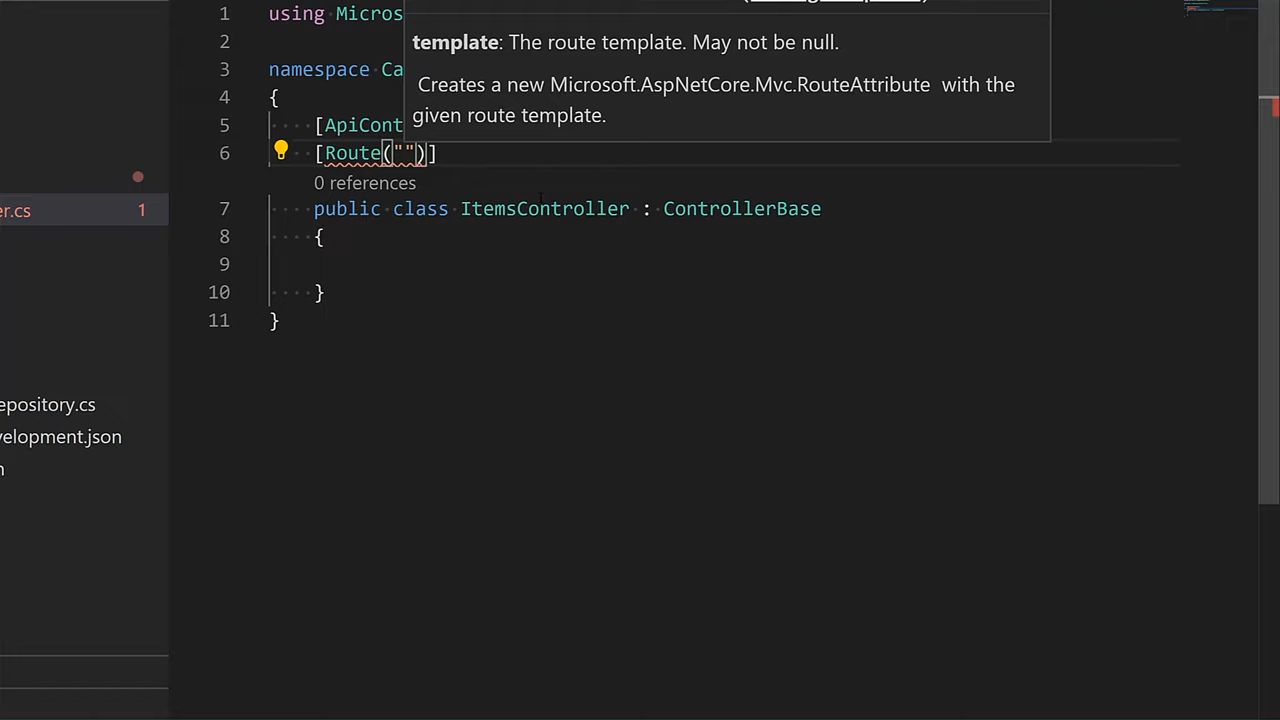 1 using Micros
template: The route template. May not be null.
2
3 namespace Ca
Creates a new Microsoft.AspNetCore.Mvc.RouteAttribute with the
given route template.
4 {
5 [ApiCont
6 [Route("")]
0 references
7 public class ItemsController : ControllerBase
8 {
9
10 }
11 }
er.cs 1
epository.cs
velopment.json
n